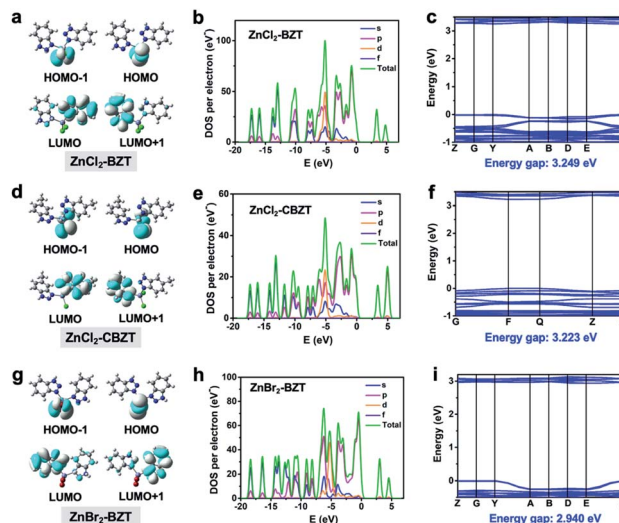 a
HOMO-1 HOMO
LUMO LUMO+1
ZnCl2-BZT
b
ZnCl2-BZT
s
p
d
f
Total
DOS per electron (eV-)
100
75
50
25
0
-20 -15 -10 -5 0 5
E (eV)
c
Energy (eV)
3
2
1
0
-1
Z G Y A B D E
Energy gap: 3.249 eV
d
HOMO-1 HOMO
LUMO LUMO+1
ZnCl2-CBZT
e
ZnCl2-CBZT
s
p
d
f
Total
DOS per electron (eV-)
60
40
20
0
-20 -15 -10 -5 0 5
E (eV)
f
Energy (eV)
3
2
1
0
-1
G F Q Z
Energy gap: 3.223 eV
g
HOMO-1 HOMO
LUMO LUMO+1
ZnBr2-BZT
h
ZnBr2-BZT
s
p
d
f
Total
DOS per electron (eV-)
100
80
60
40
20
0
-20 -15 -10 -5 0 5
E (eV)
i
Energy (eV)
3
2
1
0
Z G Y A B D E
Energy gap: 2.940 eV